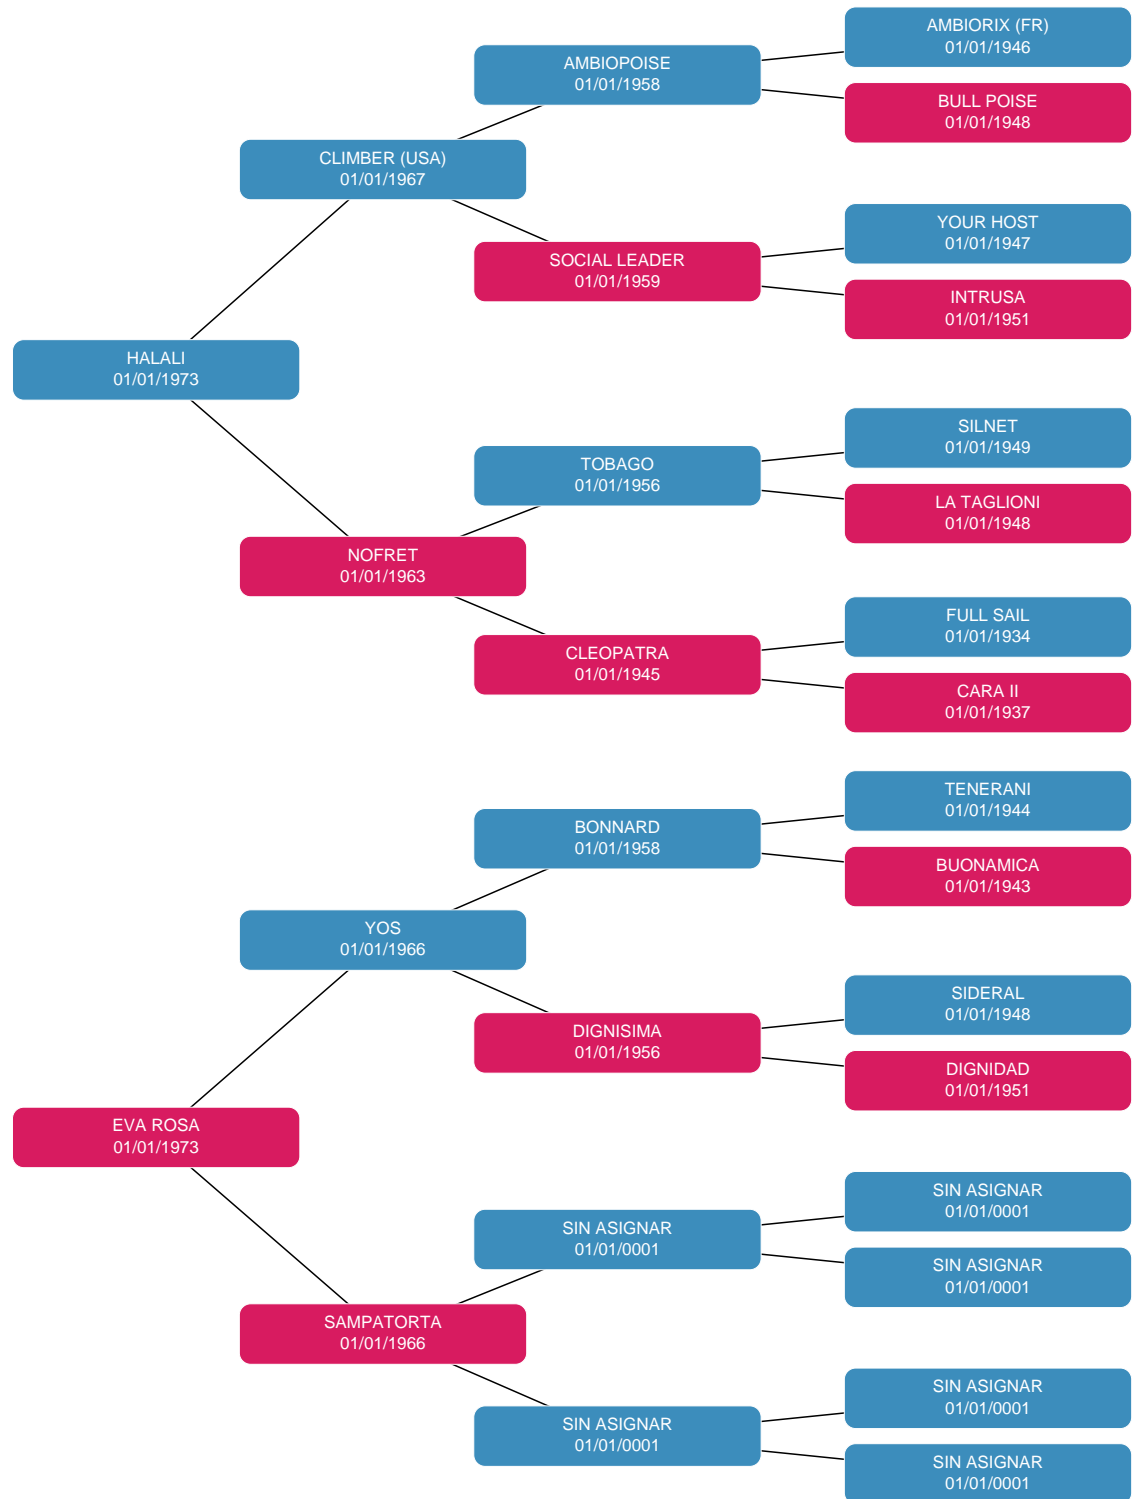 AMBIORIX (FR)
01/01/1946
AMBIOPOISE
01/01/1958
BULL POISE
01/01/1948
CLIMBER (USA)
01/01/1967
YOUR HOST
01/01/1947
SOCIAL LEADER
01/01/1959
INTRUSA
01/01/1951
HALALI
01/01/1973
SILNET
01/01/1949
TOBAGO
01/01/1956
LA TAGLIONI
01/01/1948
NOFRET
01/01/1963
FULL SAIL
01/01/1934
CLEOPATRA
01/01/1945
CARA II
01/01/1937
TENERANI
01/01/1944
BONNARD
01/01/1958
BUONAMICA
01/01/1943
YOS
01/01/1966
SIDERAL
01/01/1948
DIGNISIMA
01/01/1956
DIGNIDAD
01/01/1951
EVA ROSA
01/01/1973
SIN ASIGNAR
01/01/0001
SIN ASIGNAR
01/01/0001
SIN ASIGNAR
01/01/0001
SAMPATORTA
01/01/1966
SIN ASIGNAR
01/01/0001
SIN ASIGNAR
01/01/0001
SIN ASIGNAR
01/01/0001